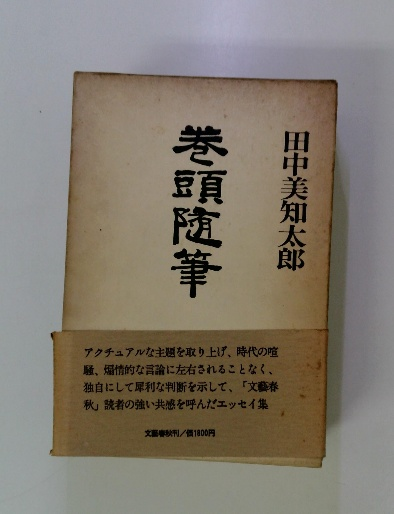 田中美知太郎
巻頭随筆
アクチュアルな主題を取り上げ、時代の喧
騒、煽情的な言論に左右されることなく、
独自にして犀利な判断を示して、「文藝春
秋」読者の強い共感を呼んだエッセイ集
文藝春秋刊/価1800円